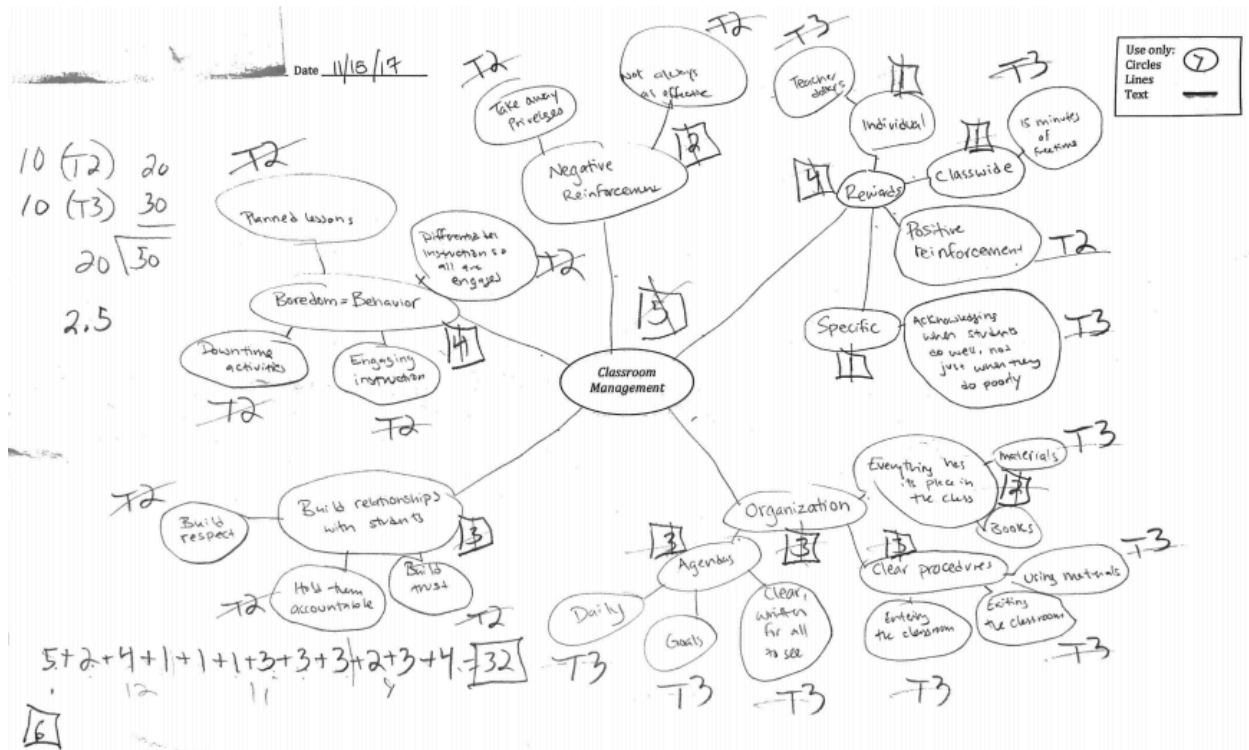 Date 11/15/17
Use only:
Circles
Lines
Text
7
10 (T2) 20
10 (T3) 30
20 50
2.5
T2
Planned lessons
Boredom = Behavior
4
Differentiates
instruction so
all are
engaged
T2
Downtime
activities
T2
Engaging
instruction
T2
T2
Take away
Privelges
T2
Not always
as effective
Negative
Reinforcement
2
5
Classroom
Management
T3
Teacher
dollars
1
Individual
4
Rewards
1
Classwide
T3
15 minutes
of
freetime
Positive
reinforcement
T2
Specific
1
Acknowledging
when students
do well, not
just when they
do poorly
T3
T2
Build
respect
Build relationships
with students
3
T2
Hold them
accountable
Build
trust
T2
Organization
3
3
Agendas
Daily
T3
Goals
T3
Clear,
written
for all
to see
T3
Everything has
its place in
the class
Materials
T3
2
Books
3
Clear procedures
Using materials
T3
Entering
the classroom
T3
Exiting
the classroom
T3
5+2+4+1+1+1+3+3+3+2+3+4=32
12 11 9
6